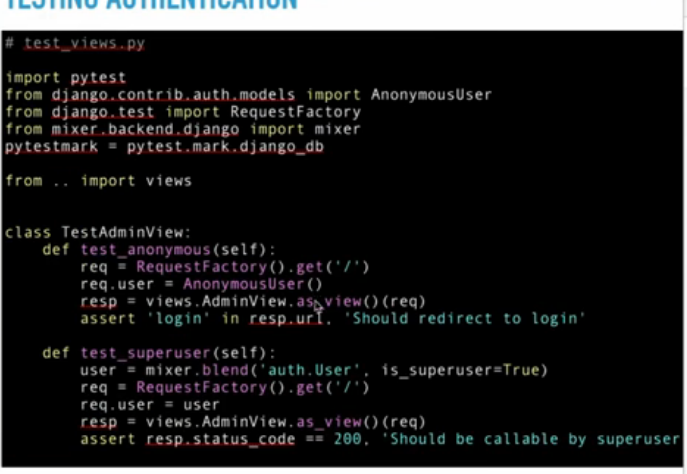 TESTING AUTHENTICATION
# test_views.py
import pytest
from django.contrib.auth.models import AnonymousUser
from django.test import RequestFactory
from mixer.backend.django import mixer
pytestmark = pytest.mark.django_db
from .. import views
class TestAdminView:
def test_anonymous(self):
req = RequestFactory().get('/')
req.user = AnonymousUser()
resp = views.AdminView.as_view()(req)
assert 'login' in resp.url, 'Should redirect to login'
def test_superuser(self):
user = mixer.blend('auth.User', is_superuser=True)
req = RequestFactory().get('/')
req.user = user
resp = views.AdminView.as_view()(req)
assert resp.status_code == 200, 'Should be callable by superuser